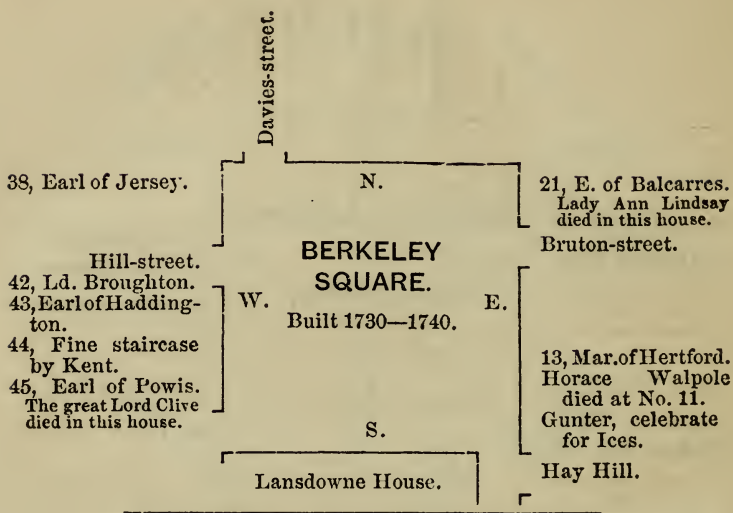 Davies-street.
38, Earl of Jersey.
N.
21, E. of Balcarres.
Lady Ann Lindsay
died in this house.
Bruton-street.
Hill-street.
42, Ld. Broughton.
43, Earl of Hadding-
ton.
44, Fine staircase
by Kent.
45, Earl of Powis.
The great Lord Clive
died in this house.
W.
BERKELEY
SQUARE.
Built 1730—1740.
E.
13, Mar. of Hertford.
Horace Walpole
died at No. 11.
Gunter, celebrate
for Ices.
S.
Lansdowne House.
Hay Hill.